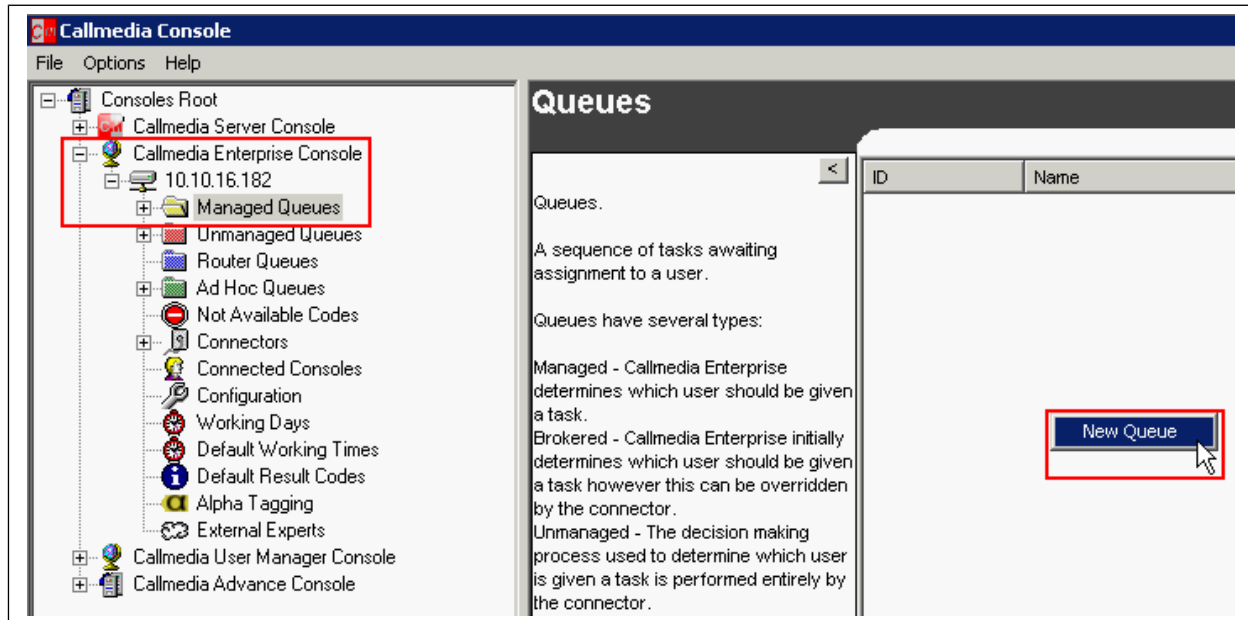 Callmedia Console
File Options Help
Consoles Root
Callmedia Server Console
Callmedia Enterprise Console
10.10.16.182
Managed Queues
Unmanaged Queues
Router Queues
Ad Hoc Queues
Not Available Codes
Connectors
Connected Consoles
Configuration
Working Days
Default Working Times
Default Result Codes
Alpha Tagging
External Experts
Callmedia User Manager Console
Callmedia Advance Console
Queues
<
Queues.
A sequence of tasks awaiting
assignment to a user.
Queues have several types:
Managed - Callmedia Enterprise
determines which user should be given
a task.
Brokered - Callmedia Enterprise initially
determines which user should be given
a task however this can be overridden
by the connector.
Unmanaged - The decision making
process used to determine which user
is given a task is performed entirely by
the connector.
ID Name
New Queue